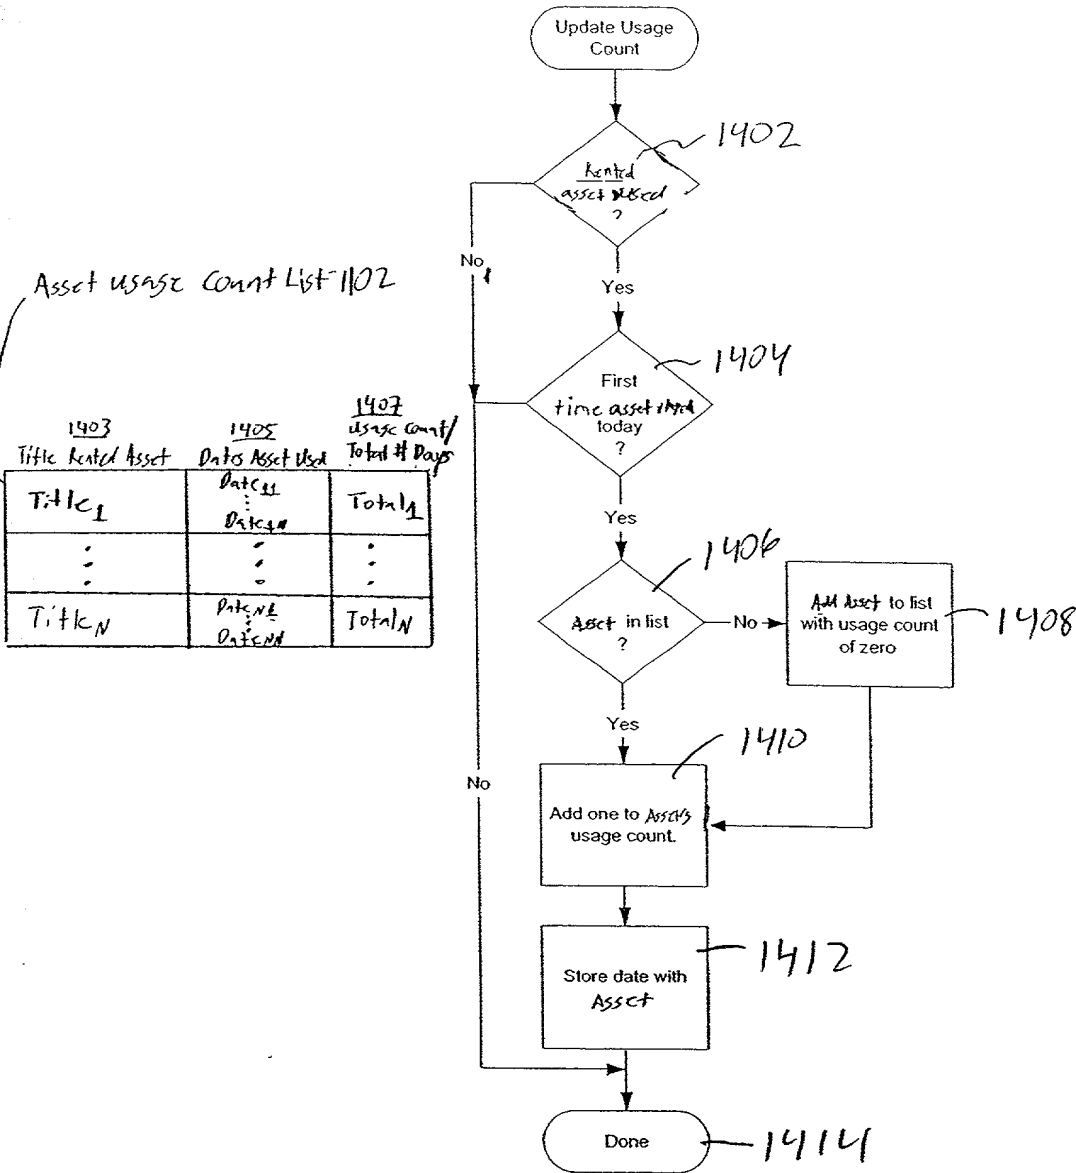 Update Usage
Count
1402
Rented
asset used
?
No
Yes
Asset usage count List 1102
1404
First
time asset used
today
?
1403
Title Rented Asset
1405
Dates Asset Used
1407
usage count/
Total # Days
Title1
Date11
Date1N
Total1
TitleN
DateN1
DateNN
TotalN
Yes
1406
Asset in list
?
No
Add Asset to list
with usage count
of zero
1408
Yes
1410
No
Add one to Asset's
usage count.
1412
Store date with
Asset
Done
1414